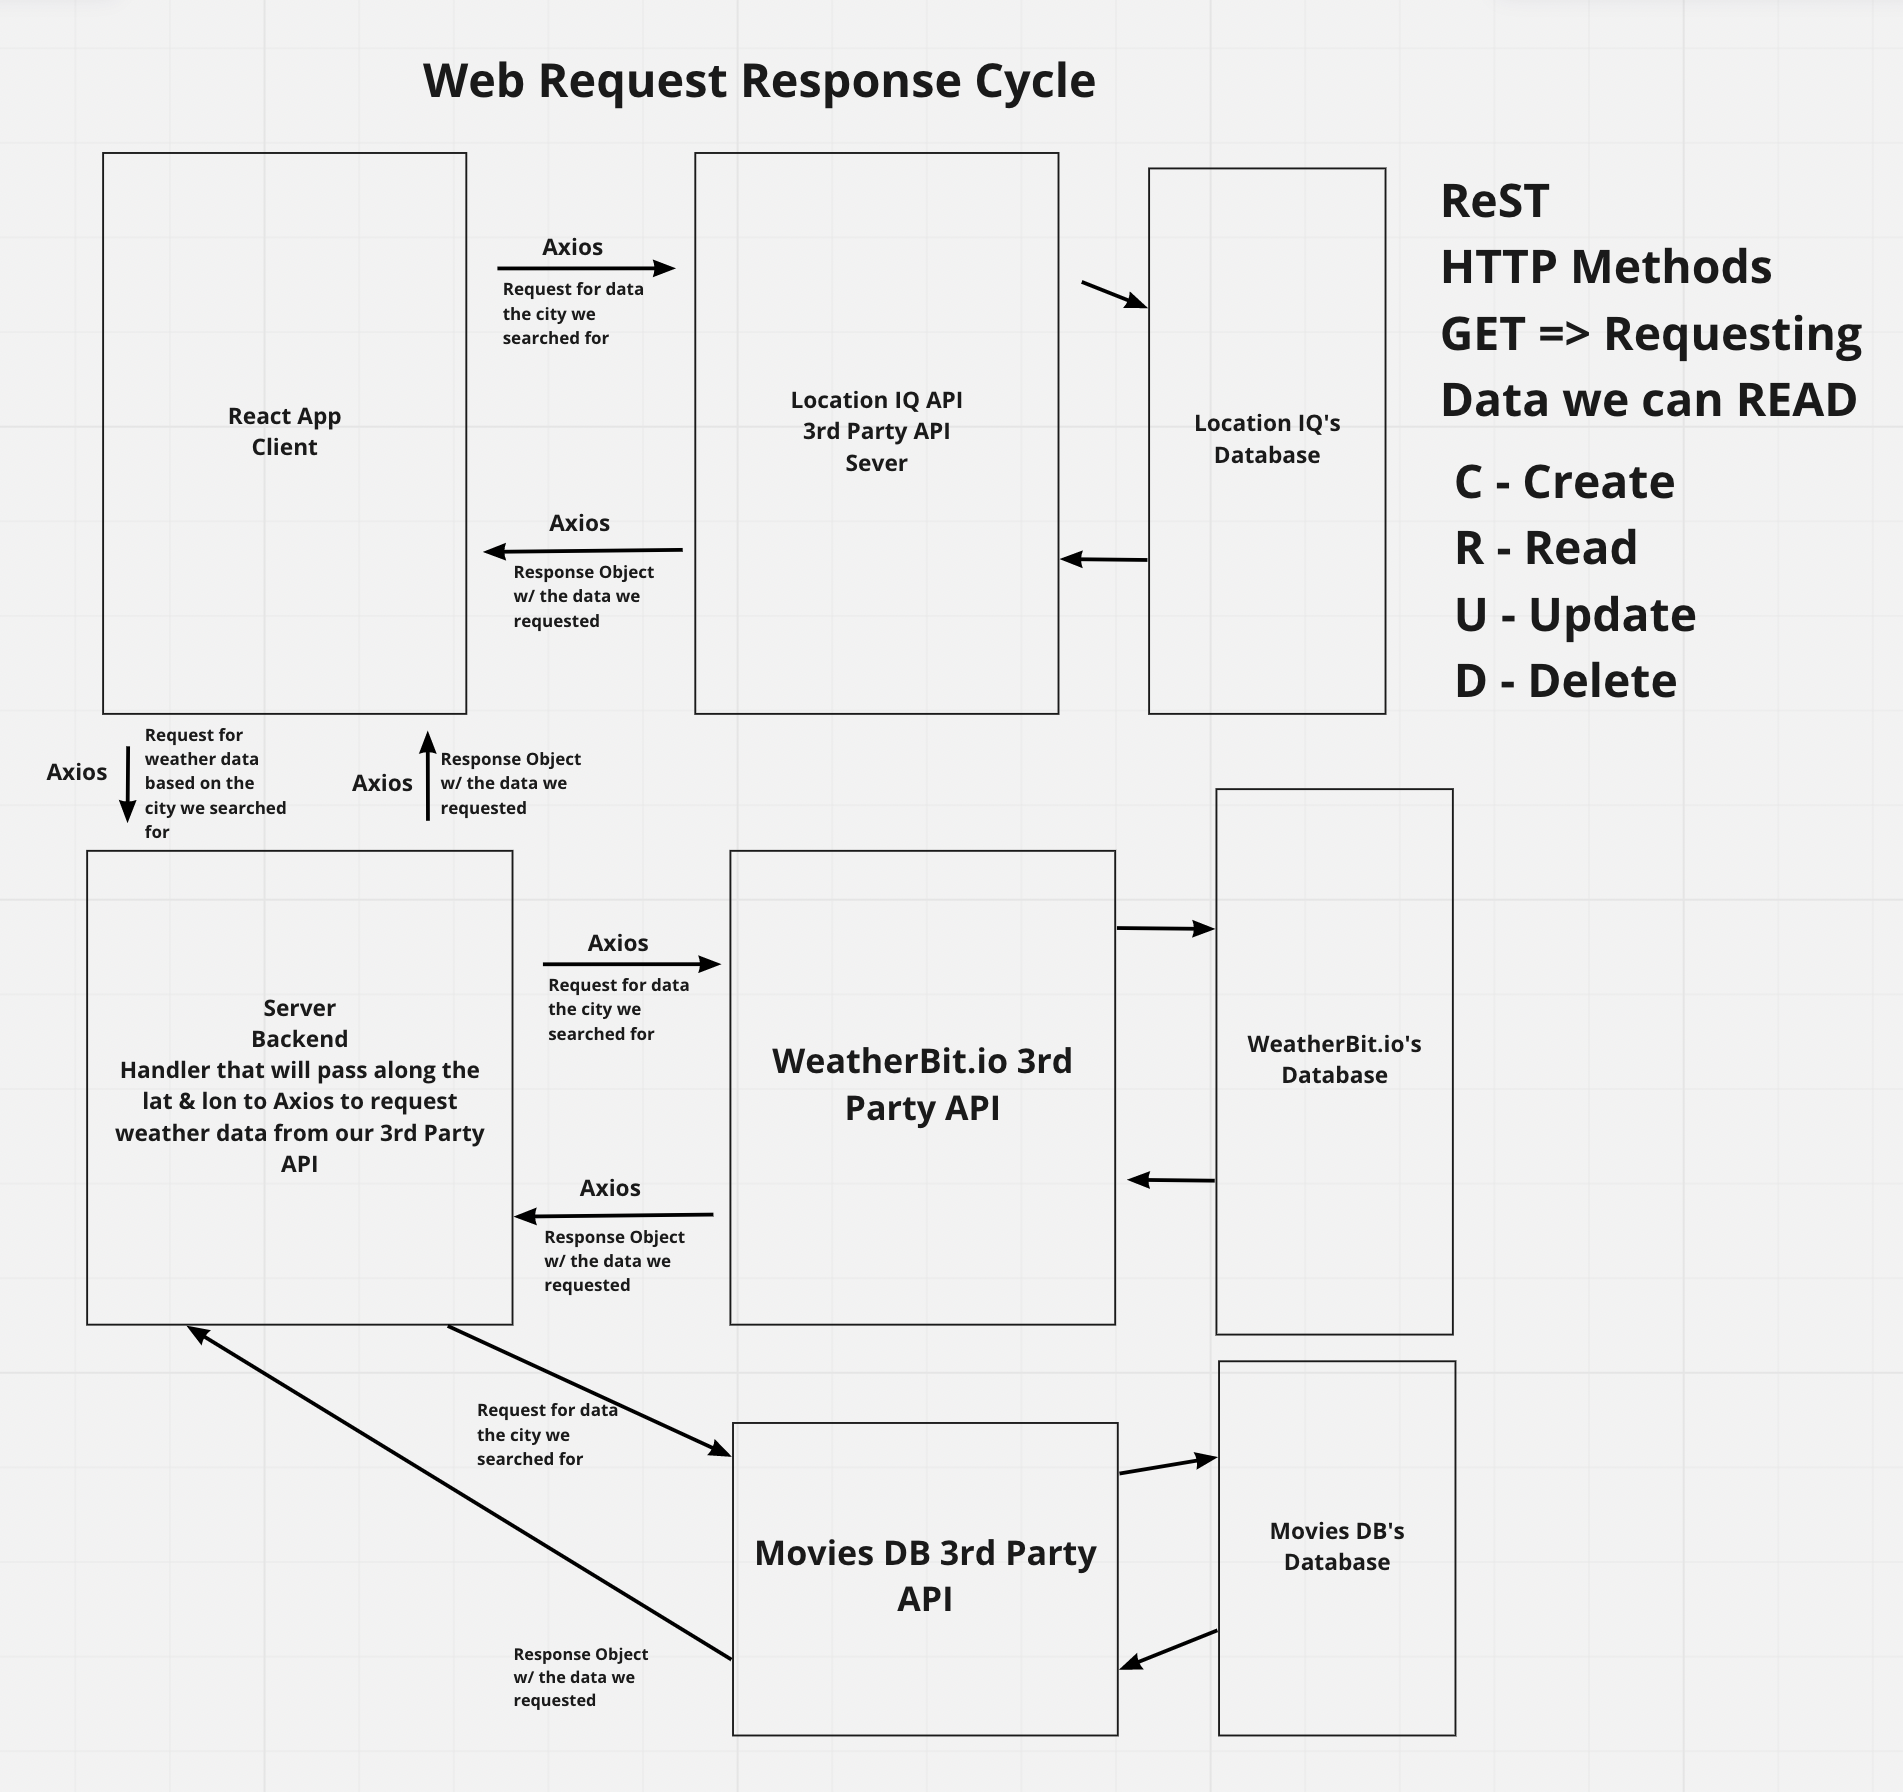 Web Request Response Cycle
React App
Client
Axios
Request for data
the city we
searched for
Axios
Response Object
w/ the data we
requested
Location IQ API
3rd Party API
Sever
Location IQ's
Database
ReST
HTTP Methods
GET => Requesting
Data we can READ
C - Create
R - Read
U - Update
D - Delete
Axios
Request for
weather data
based on the
city we searched
for
Axios
Response Object
w/ the data we
requested
Server
Backend
Handler that will pass along the
lat & lon to Axios to request
weather data from our 3rd Party
API
Axios
Request for data
the city we
searched for
Axios
Response Object
w/ the data we
requested
WeatherBit.io 3rd
Party API
WeatherBit.io's
Database
Request for data
the city we
searched for
Response Object
w/ the data we
requested
Movies DB 3rd Party
API
Movies DB's
Database